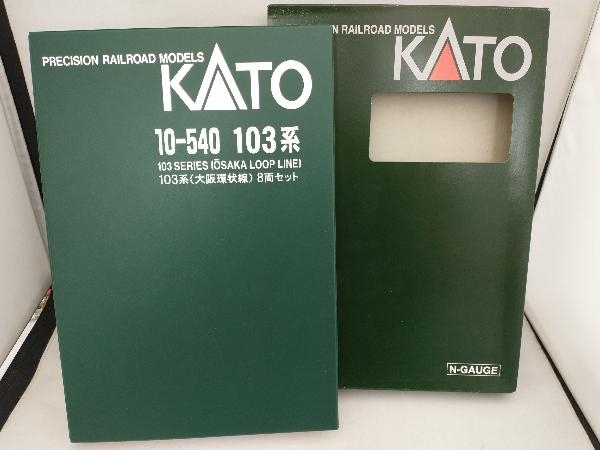 PRECISION RAILROAD MODELS
KATO
10-540 103系
103 SERIES (ŌSAKA LOOP LINE)
103系(大阪環状線) 8両セット
N RAILROAD MODELS
KATO
N-GAUGE